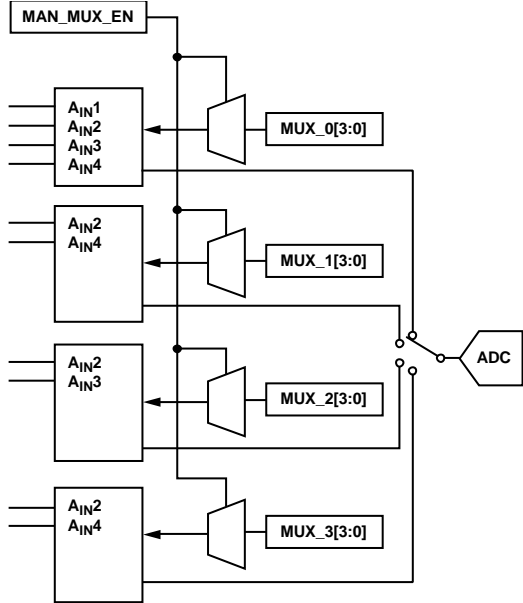 MAN_MUX_EN
AIN1
AIN2
AIN3
AIN4
MUX_0[3:0]
AIN2
AIN4
MUX_1[3:0]
ADC
AIN2
AIN3
MUX_2[3:0]
AIN2
AIN4
MUX_3[3:0]